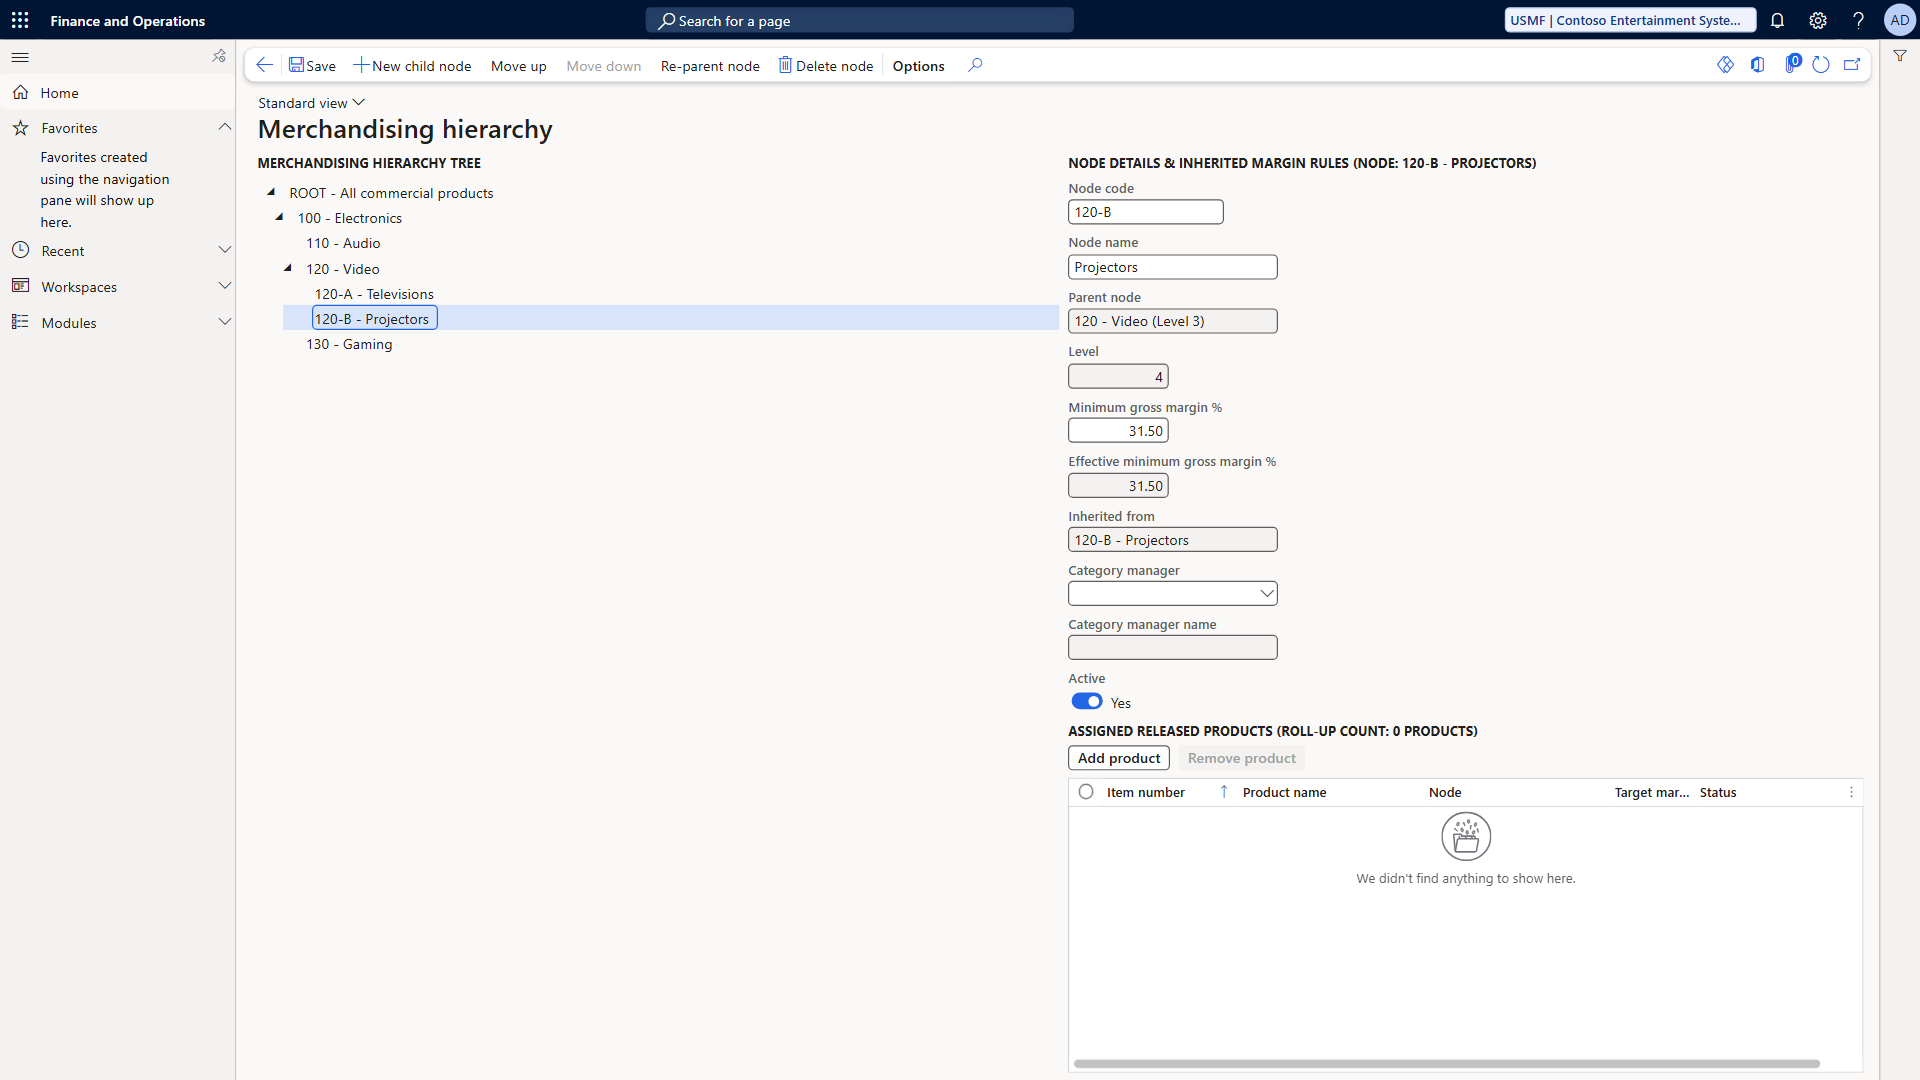 Finance and Operations
Search for a page
USMF | Contoso Entertainment Syste...
AD
Save
New child node
Move up
Move down
Re-parent node
Delete node
Options
0
Home
Favorites
Favorites created
using the navigation
pane will show up
here.
Recent
Workspaces
Modules
Standard view
Merchandising hierarchy
MERCHANDISING HIERARCHY TREE
ROOT - All commercial products
100 - Electronics
110 - Audio
120 - Video
120-A - Televisions
120-B - Projectors
130 - Gaming
NODE DETAILS & INHERITED MARGIN RULES (NODE: 120-B - PROJECTORS)
Node code
120-B
Node name
Projectors
Parent node
120 - Video (Level 3)
Level
4
Minimum gross margin %
31.50
Effective minimum gross margin %
31.50
Inherited from
120-B - Projectors
Category manager
Category manager name
Active
Yes
ASSIGNED RELEASED PRODUCTS (ROLL-UP COUNT: 0 PRODUCTS)
Add product
Remove product
Item number
Product name
Node
Target mar...
Status
We didn't find anything to show here.